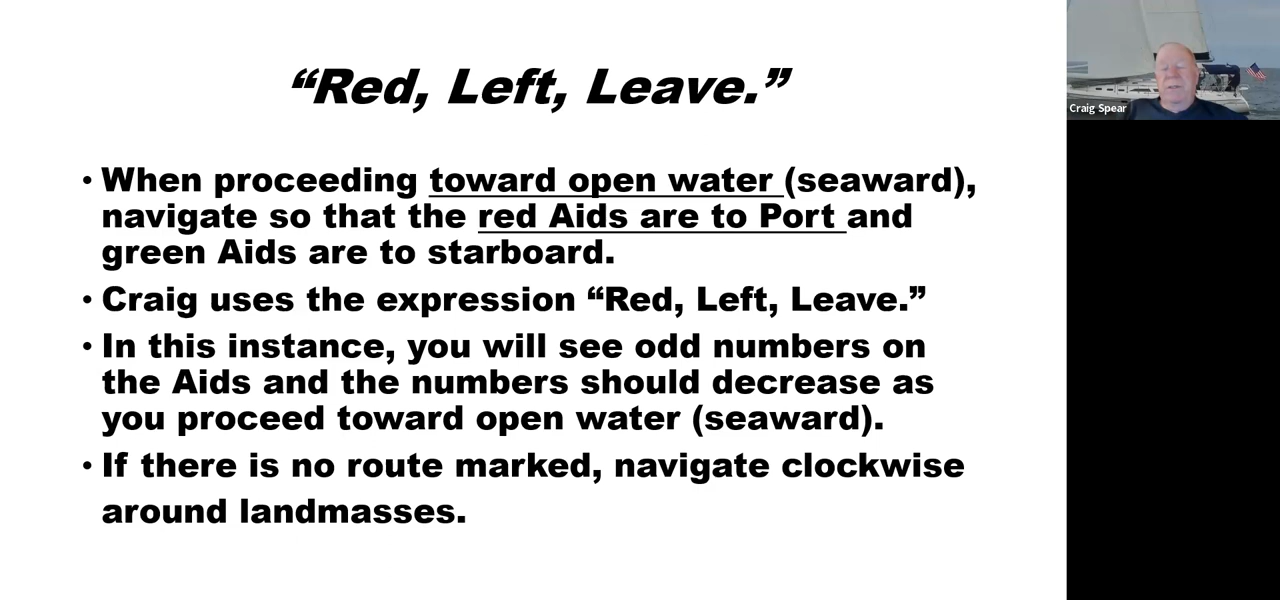 “Red, Left, Leave.”
• When proceeding toward open water (seaward),
navigate so that the red Aids are to Port and
green Aids are to starboard.
• Craig uses the expression “Red, Left, Leave.”
• In this instance, you will see odd numbers on
the Aids and the numbers should decrease as
you proceed toward open water (seaward).
• If there is no route marked, navigate clockwise
around landmasses.
Craig Spear